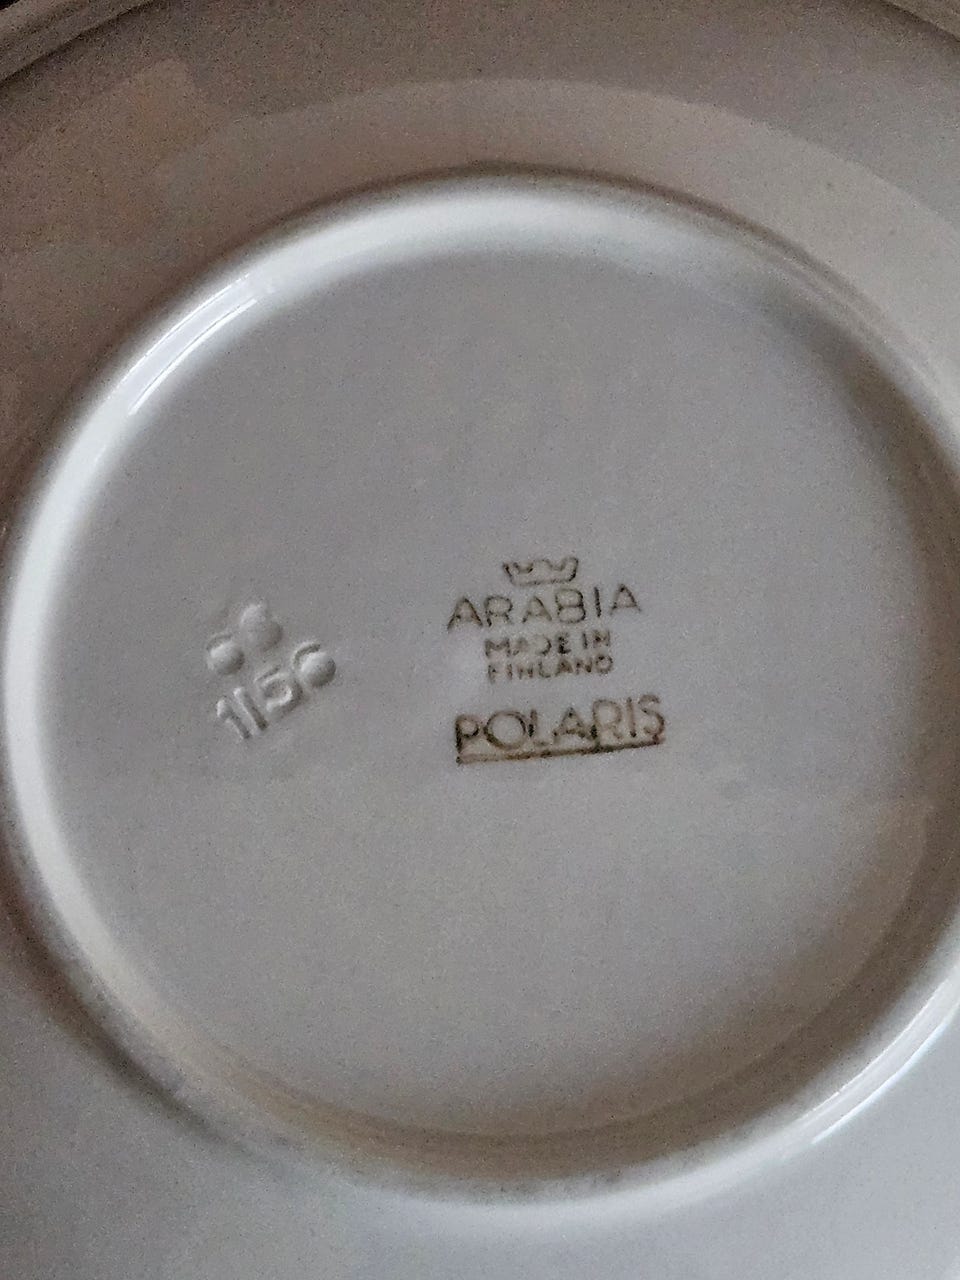 ARABIA
MADE IN
FINLAND
POLARIS
1156